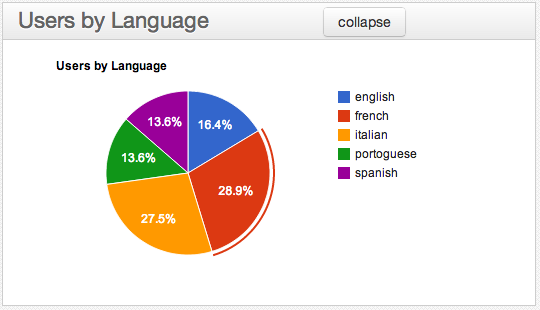 Users by Language
collapse
Users by Language
13.6%
16.4%
13.6%
28.9%
27.5%
english
french
italian
portoguese
spanish